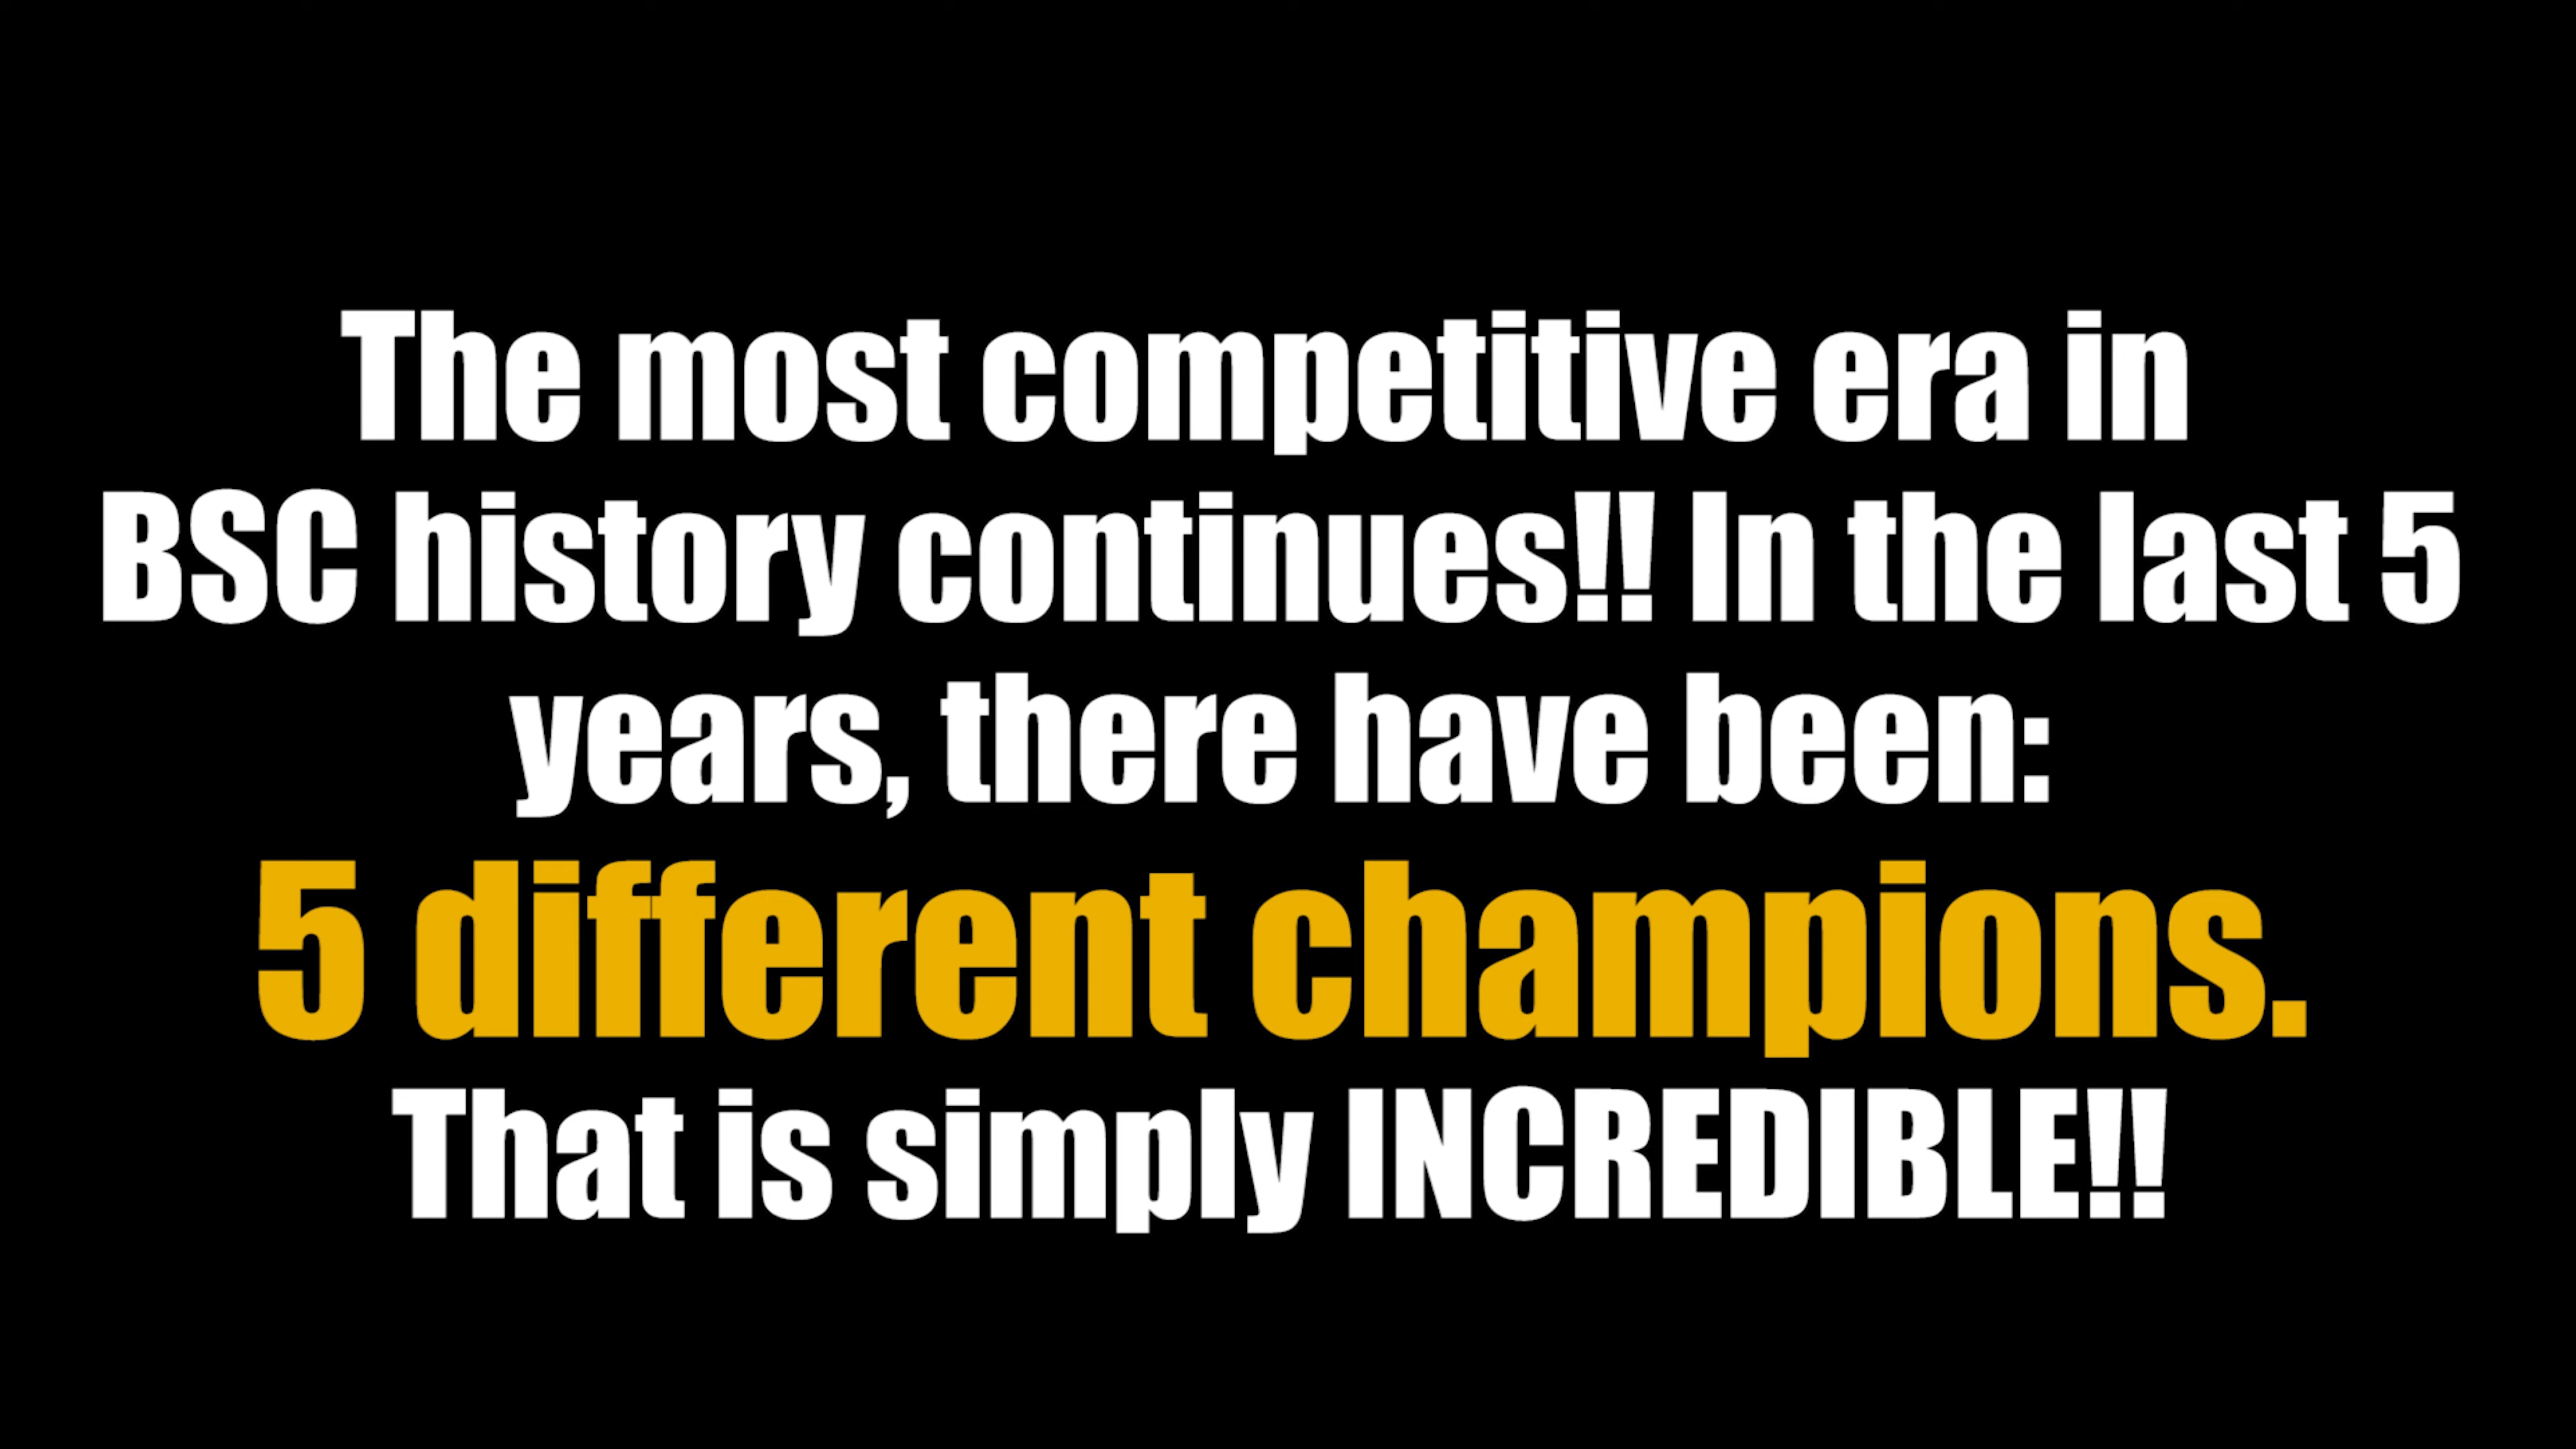 The most competitive era in
BSC history continues!! In the last 5
years, there have been:
5 different champions.
That is simply INCREDIBLE!!